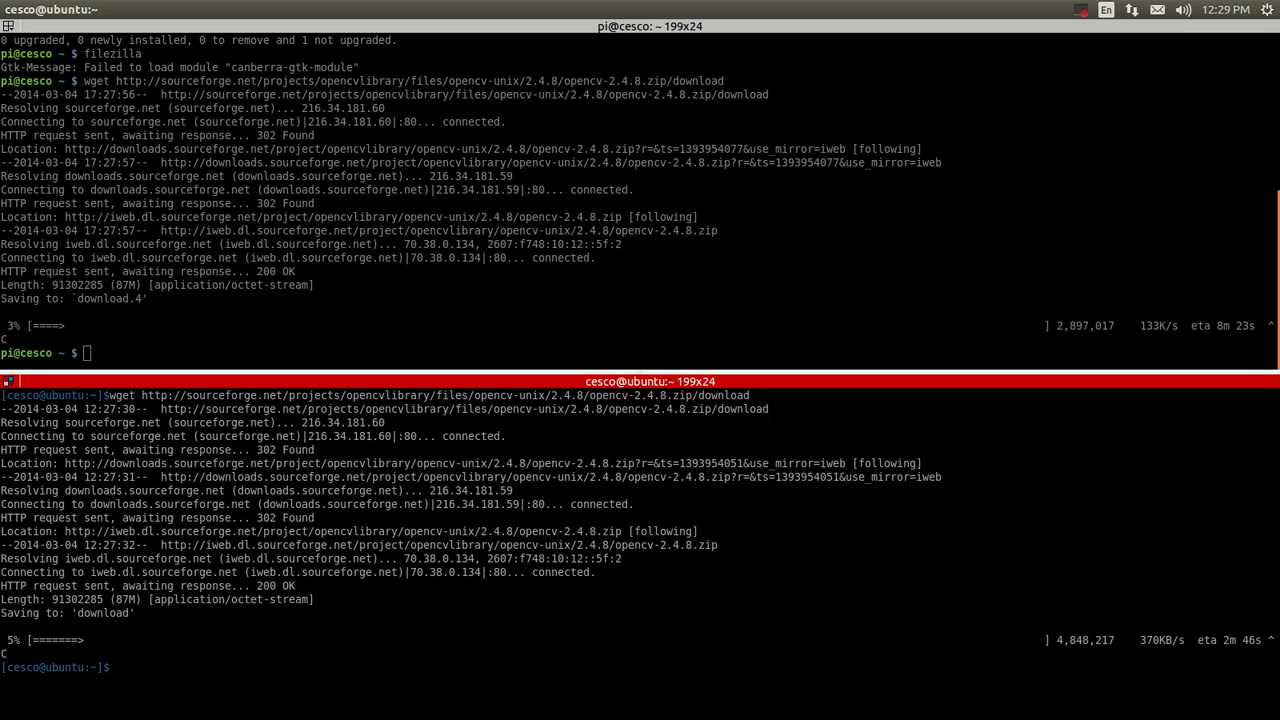 cesco@ubuntu:~
En
12:29 PM
pi@cesco: ~ 199x24
0 upgraded, 0 newly installed, 0 to remove and 1 not upgraded.
pi@cesco ~ $ filezilla
Gtk-Message: Failed to load module "canberra-gtk-module"
pi@cesco ~ $ wget http://sourceforge.net/projects/opencvlibrary/files/opencv-unix/2.4.8/opencv-2.4.8.zip/download
--2014-03-04 17:27:56--  http://sourceforge.net/projects/opencvlibrary/files/opencv-unix/2.4.8/opencv-2.4.8.zip/download
Resolving sourceforge.net (sourceforge.net)... 216.34.181.60
Connecting to sourceforge.net (sourceforge.net)|216.34.181.60|:80... connected.
HTTP request sent, awaiting response... 302 Found
Location: http://downloads.sourceforge.net/project/opencvlibrary/opencv-unix/2.4.8/opencv-2.4.8.zip?r=&ts=1393954077&use_mirror=iweb [following]
--2014-03-04 17:27:57--  http://downloads.sourceforge.net/project/opencvlibrary/opencv-unix/2.4.8/opencv-2.4.8.zip?r=&ts=1393954077&use_mirror=iweb
Resolving downloads.sourceforge.net (downloads.sourceforge.net)... 216.34.181.59
Connecting to downloads.sourceforge.net (downloads.sourceforge.net)|216.34.181.59|:80... connected.
HTTP request sent, awaiting response... 302 Found
Location: http://iweb.dl.sourceforge.net/project/opencvlibrary/opencv-unix/2.4.8/opencv-2.4.8.zip [following]
--2014-03-04 17:27:57--  http://iweb.dl.sourceforge.net/project/opencvlibrary/opencv-unix/2.4.8/opencv-2.4.8.zip
Resolving iweb.dl.sourceforge.net (iweb.dl.sourceforge.net)... 70.38.0.134, 2607:f748:10:12::5f:2
Connecting to iweb.dl.sourceforge.net (iweb.dl.sourceforge.net)|70.38.0.134|:80... connected.
HTTP request sent, awaiting response... 200 OK
Length: 91302285 (87M) [application/octet-stream]
Saving to: `download.4'
3% [====> ] 2,897,017 133K/s eta 8m 23s ^
C
pi@cesco ~ $
cesco@ubuntu:~ 199x24
[cesco@ubuntu:~]$wget http://sourceforge.net/projects/opencvlibrary/files/opencv-unix/2.4.8/opencv-2.4.8.zip/download
--2014-03-04 12:27:30--  http://sourceforge.net/projects/opencvlibrary/files/opencv-unix/2.4.8/opencv-2.4.8.zip/download
Resolving sourceforge.net (sourceforge.net)... 216.34.181.60
Connecting to sourceforge.net (sourceforge.net)|216.34.181.60|:80... connected.
HTTP request sent, awaiting response... 302 Found
Location: http://downloads.sourceforge.net/project/opencvlibrary/opencv-unix/2.4.8/opencv-2.4.8.zip?r=&ts=1393954051&use_mirror=iweb [following]
--2014-03-04 12:27:31--  http://downloads.sourceforge.net/project/opencvlibrary/opencv-unix/2.4.8/opencv-2.4.8.zip?r=&ts=1393954051&use_mirror=iweb
Resolving downloads.sourceforge.net (downloads.sourceforge.net)... 216.34.181.59
Connecting to downloads.sourceforge.net (downloads.sourceforge.net)|216.34.181.59|:80... connected.
HTTP request sent, awaiting response... 302 Found
Location: http://iweb.dl.sourceforge.net/project/opencvlibrary/opencv-unix/2.4.8/opencv-2.4.8.zip [following]
--2014-03-04 12:27:32--  http://iweb.dl.sourceforge.net/project/opencvlibrary/opencv-unix/2.4.8/opencv-2.4.8.zip
Resolving iweb.dl.sourceforge.net (iweb.dl.sourceforge.net)... 70.38.0.134, 2607:f748:10:12::5f:2
Connecting to iweb.dl.sourceforge.net (iweb.dl.sourceforge.net)|70.38.0.134|:80... connected.
HTTP request sent, awaiting response... 200 OK
Length: 91302285 (87M) [application/octet-stream]
Saving to: 'download'
5% [=======> ] 4,848,217 370KB/s eta 2m 46s ^
C
[cesco@ubuntu:~]$